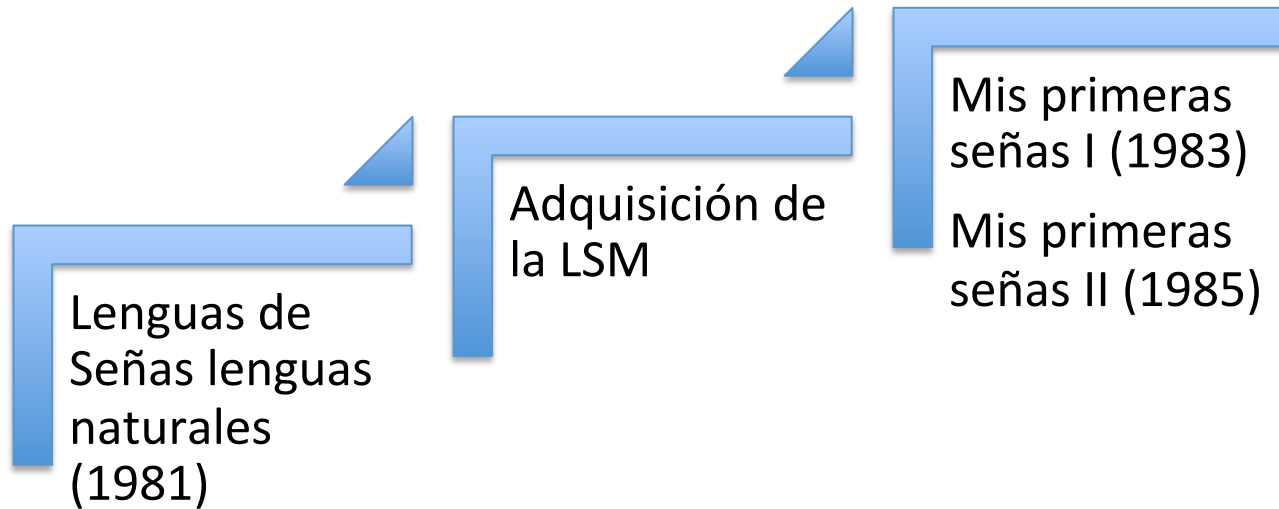 Lenguas de
Señas lenguas
naturales
(1981)
Adquisición de
la LSM
Mis primeras
señas I (1983)
Mis primeras
señas II (1985)